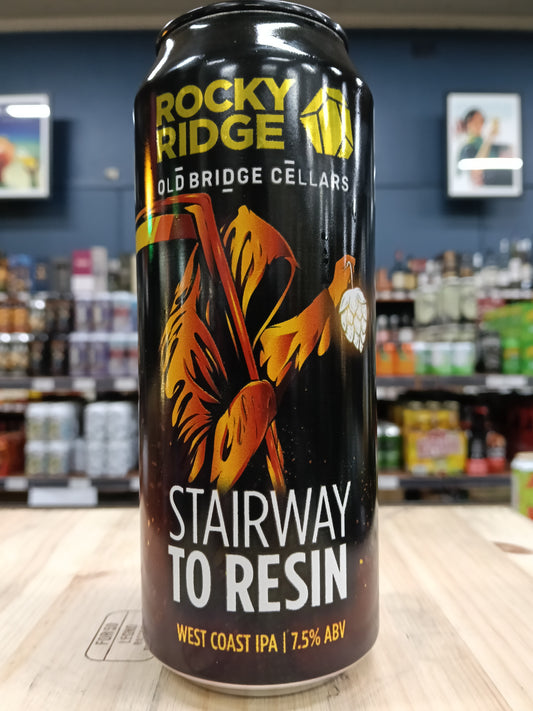 ROCKY
RIDGE
OLD BRIDGE CELLARS
STAIRWAY
TO RESIN
WEST COAST IPA | 7.5% ABV